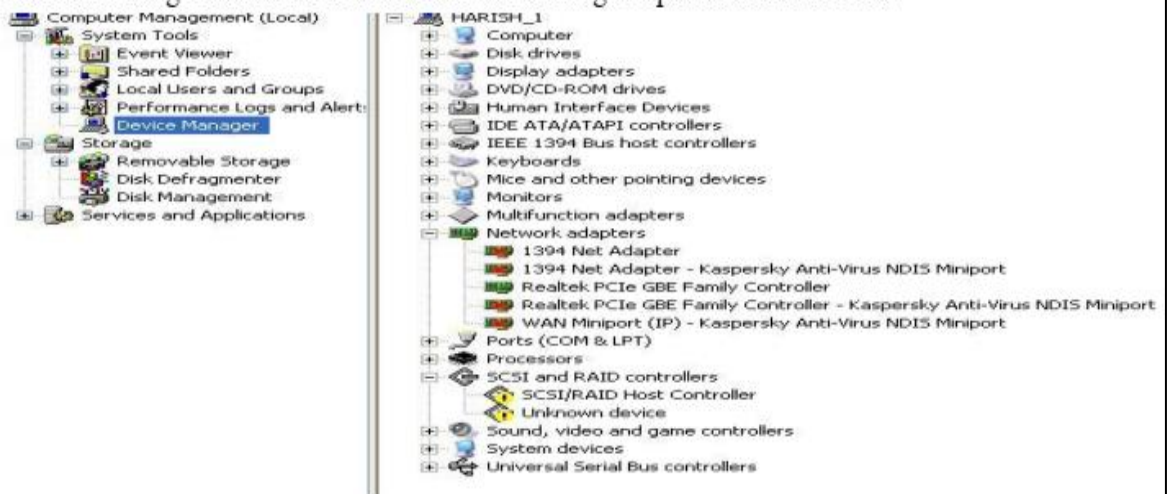 Computer Management (Local)
System Tools
Event Viewer
Shared Folders
Local Users and Groups
Performance Logs and Alert
Device Manager
Storage
Removable Storage
Disk Defragmenter
Disk Management
Services and Applications
HARISH_1
Computer
Disk drives
Display adapters
DVD/CD-ROM drives
Human Interface Devices
IDE ATA/ATAPI controllers
IEEE 1394 Bus host controllers
Keyboards
Mice and other pointing devices
Monitors
Multifunction adapters
Network adapters
1394 Net Adapter
1394 Net Adapter - Kaspersky Anti-Virus NDIS Miniport
Realtek PCIe GBE Family Controller
Realtek PCIe GBE Family Controller - Kaspersky Anti-Virus NDIS Miniport
WAN Miniport (IP) - Kaspersky Anti-Virus NDIS Miniport
Ports (COM & LPT)
Processors
SCSI and RAID controllers
SCSI/RAID Host Controller
Unknown device
Sound, video and game controllers
System devices
Universal Serial Bus controllers